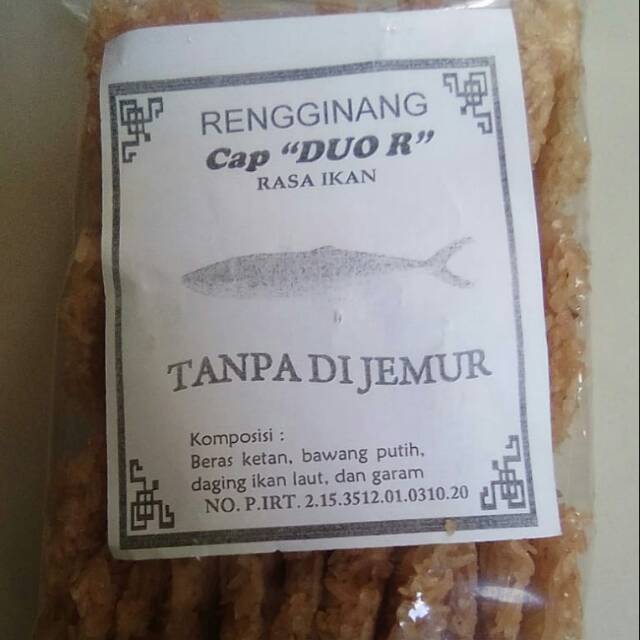 RENGGINANG
Cap "DUO R"
RASA IKAN
TANPA DI JEMUR
Komposisi :
Beras ketan, bawang putih,
daging ikan laut, dan garam
NO. P.IRT. 2.15.3512.01.0310.20